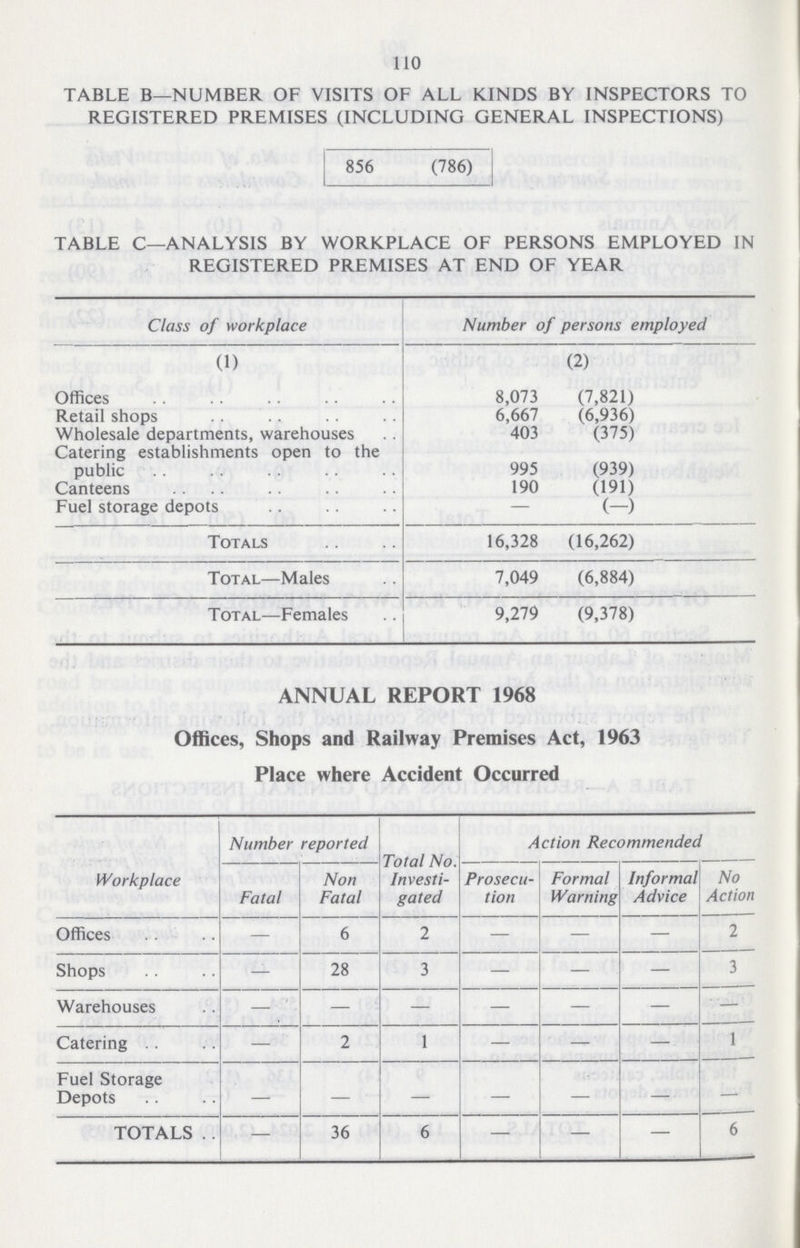 110
TABLE B—NUMBER OF VISITS OF ALL KINDS BY INSPECTORS TO
REGISTERED PREMISES (INCLUDING GENERAL INSPECTIONS)
856 (786)
TABLE C—ANALYSIS BY WORKPLACE OF PERSONS EMPLOYED IN
REGISTERED PREMISES AT END OF YEAR
Class of workplace Number of persons employed
(1) (2)
Offices .. .. .. .. .. 8,073 (7,821)
Retail shops .. .. .. .. 6,667 (6,936)
Wholesale departments, warehouses .. 403 (375)
Catering establishments open to the
public .. .. .. .. .. 995 (939)
Canteens .. .. .. .. .. 190 (191)
Fuel storage depots .. .. .. — (—)
TOTALS .. .. 16,328 (16,262)
TOTAL—Males .. 7,049 (6,884)
TOTAL—Females .. 9,279 (9,378)
ANNUAL REPORT 1968
Offices, Shops and Railway Premises Act, 1963
Place where Accident Occurred
Number reported Action Recommended
Workplace Fatal Non Fatal Total No. Investi-gated Prosecu-tion Formal Warning Informal Advice No Action
Offices .. .. — 6 2 — — — 2
Shops .. .. — 28 3 — — — 3
Warehouses .. — — — — — — —
Catering .. .. — 2 1 — — — 1
Fuel Storage
Depots .. .. — — — — — — —
TOTALS .. — 36 6 — — — 6